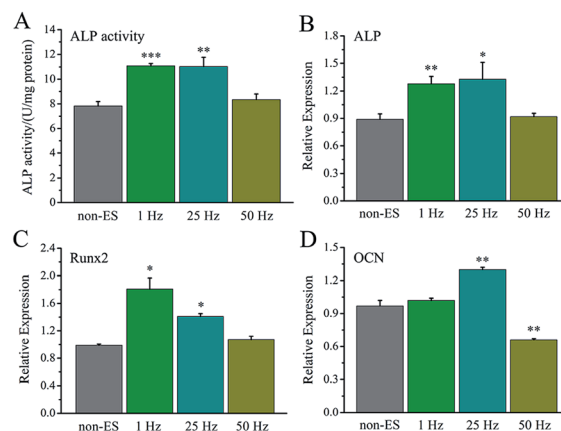 A
ALP activity
ALP activity/(U/mg protein)
14
12
10
8
6
4
2
0
***
**
non-ES 1 Hz 25 Hz 50 Hz
B
ALP
Relative Expression
1.8
1.5
1.2
0.9
0.6
0.3
0.0
**
*
non-ES 1 Hz 25 Hz 50 Hz
C
Runx2
Relative Expression
2.4
2.0
1.6
1.2
0.8
0.4
0.0
*
*
non-ES 1 Hz 25 Hz 50 Hz
D
OCN
Relative Expression
1.5
1.2
0.9
0.6
0.3
0.0
**
**
non-ES 1 Hz 25 Hz 50 Hz